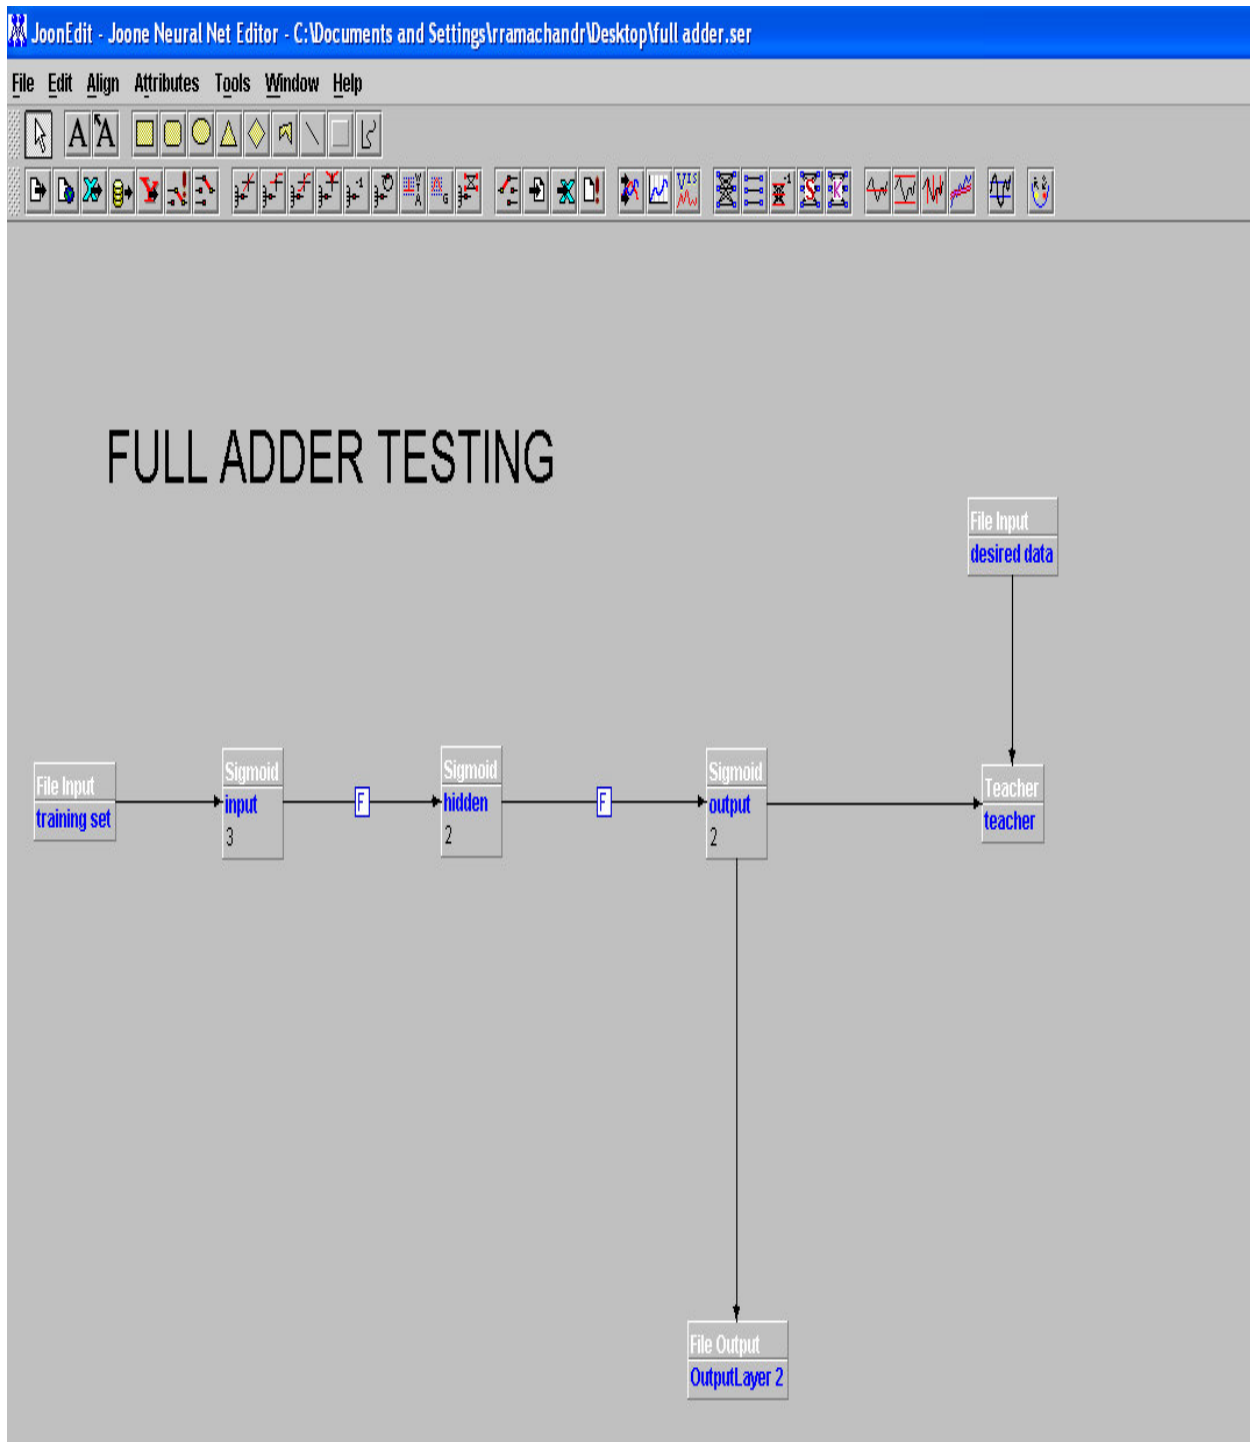 JoonEdit - Joone Neural Net Editor - C:\Documents and Settings\rramachandr\Desktop\full adder.ser
File Edit Align Attributes Tools Window Help
A A
VIS
FULL ADDER TESTING
File Input
desired data
File Input
training set
Sigmoid
input
3
F
Sigmoid
hidden
2
F
Sigmoid
output
2
Teacher
teacher
File Output
OutputLayer 2